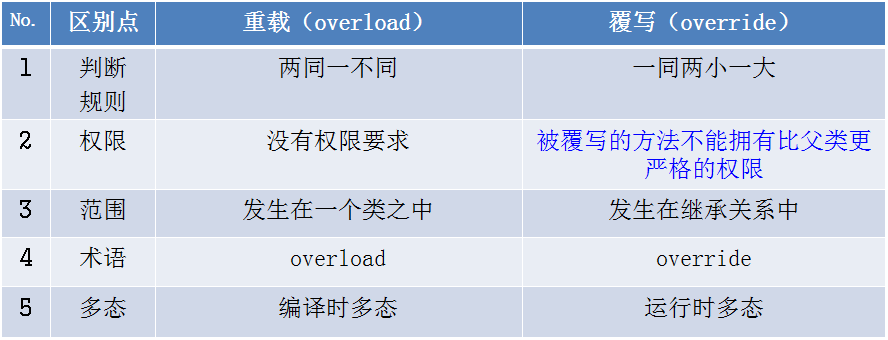 No. 区别点 重载（overload） 覆写（override）
1 判断规则 两同一不同 一同两小一大
2 权限 没有权限要求 被覆写的方法不能拥有比父类更严格的权限
3 范围 发生在一个类之中 发生在继承关系中
4 术语 overload override
5 多态 编译时多态 运行时多态